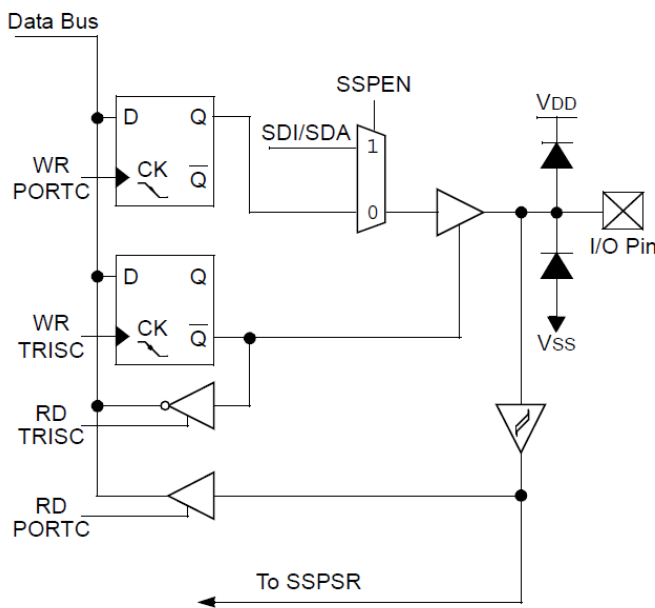 Data Bus
SSPEN
VDD
D
Q
SDI/SDA
1
WR
PORTC
CK
Q
0
I/O Pin
D
Q
WR
TRISC
CK
Q
VSS
RD
TRISC
RD
PORTC
To SSPSR